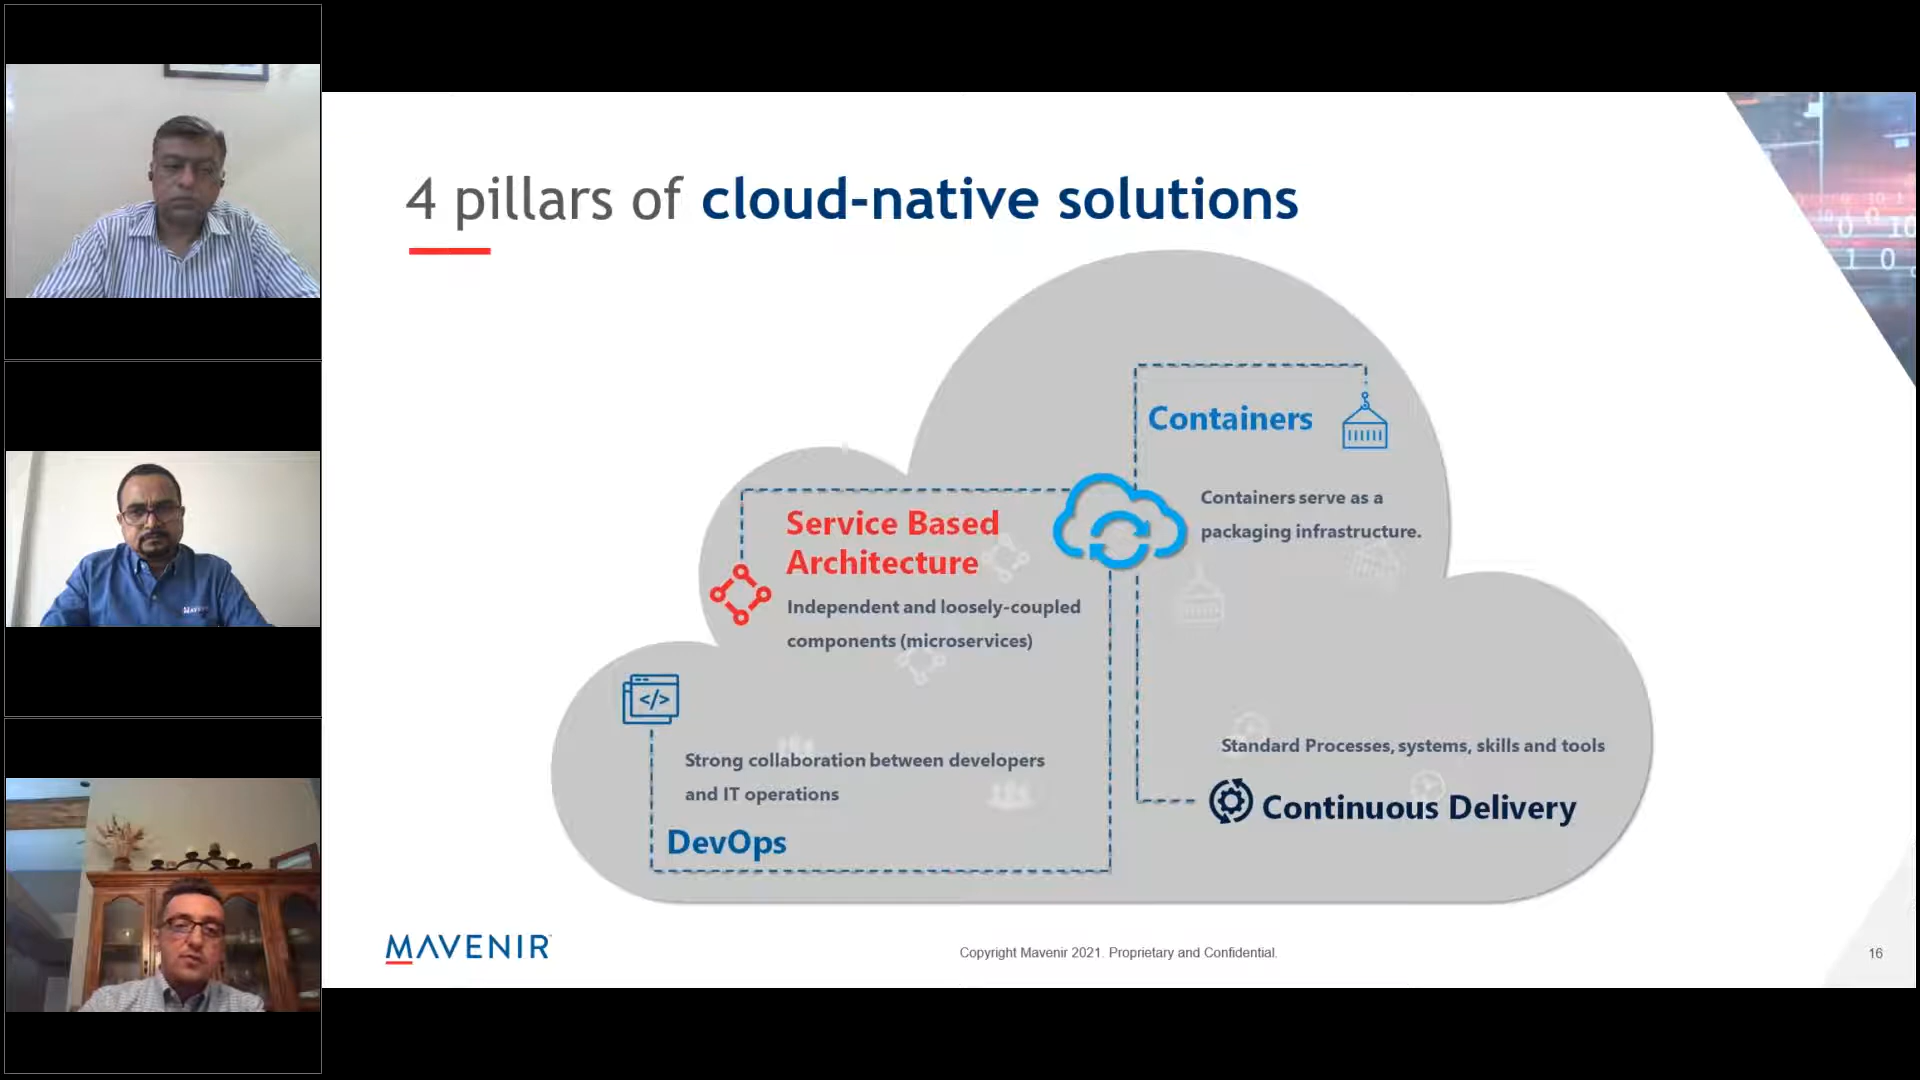 4 pillars of cloud-native solutions
Containers
Containers serve as a
packaging infrastructure.
Service Based
Architecture
Independent and loosely-coupled
components (microservices)
</>
Strong collaboration between developers
and IT operations
DevOps
Standard Processes, systems, skills and tools
Continuous Delivery
MAVENIR
Copyright Mavenir 2021. Proprietary and Confidential.
16